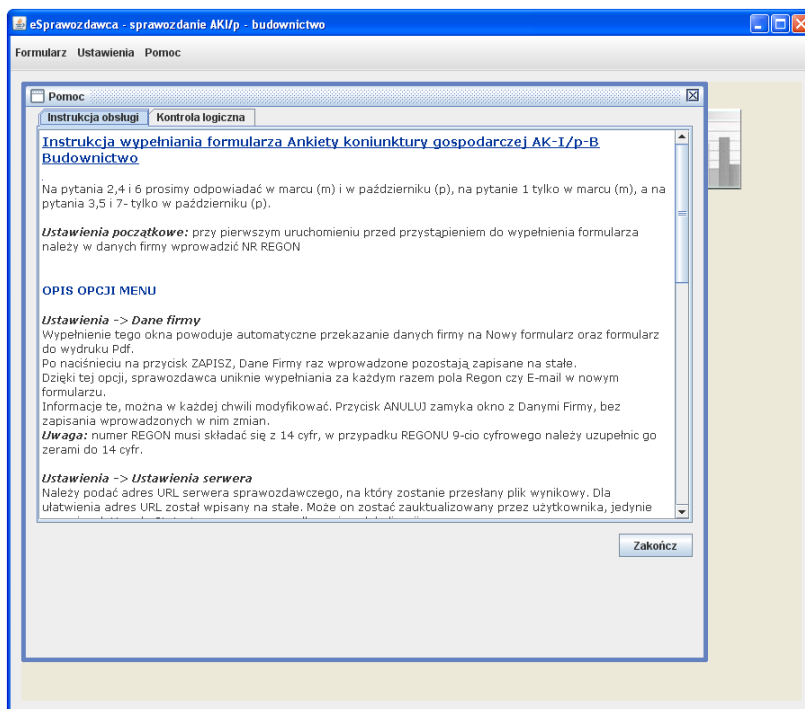 eSprawozdawca - sprawozdanie AKI/p - budownictwo
Formularz Ustawienia Pomoc
Pomoc
Instrukcja obsługi Kontrola logiczna
Instrukcja wypełniania formularza Ankiety koniunktury gospodarczej AK-I/p-B
Budownictwo
Na pytania 2,4 i 6 prosimy odpowiadać w marcu (m) i w październiku (p), na pytanie 1 tylko w marcu (m), a na
pytania 3,5 i 7- tylko w październiku (p).
Ustawienia początkowe: przy pierwszym uruchomieniu przed przystąpieniem do wypełnienia formularza
należy w danych firmy wprowadzić NR REGON
OPIS OPCJI MENU
Ustawienia -> Dane firmy
Wypełnienie tego okna powoduje automatyczne przekazanie danych firmy na Nowy formularz oraz formularz
do wydruku Pdf.
Po naciśnieciu na przycisk ZAPISZ, Dane Firmy raz wprowadzone pozostają zapisane na stałe.
Dzięki tej opcji, sprawozdawca uniknie wypełniania za każdym razem pola Regon czy E-mail w nowym
formularzu.
Informacje te, można w każdej chwili modyfikować. Przycisk ANULUJ zamyka okno z Danymi Firmy, bez
zapisania wprowadzonych w nim zmian.
Uwaga: numer REGON musi składać się z 14 cyfr, w przypadku REGONU 9-cio cyfrowego należy uzupełnic go
zerami do 14 cyfr.
Ustawienia -> Ustawienia serwera
Należy podać adres URL serwera sprawozdawczego, na który zostanie przesłany plik wynikowy. Dla
ułatwienia adres URL został wpisany na stałe. Może on zostać zauktualizowany przez użytkownika, jedynie
Zakończ